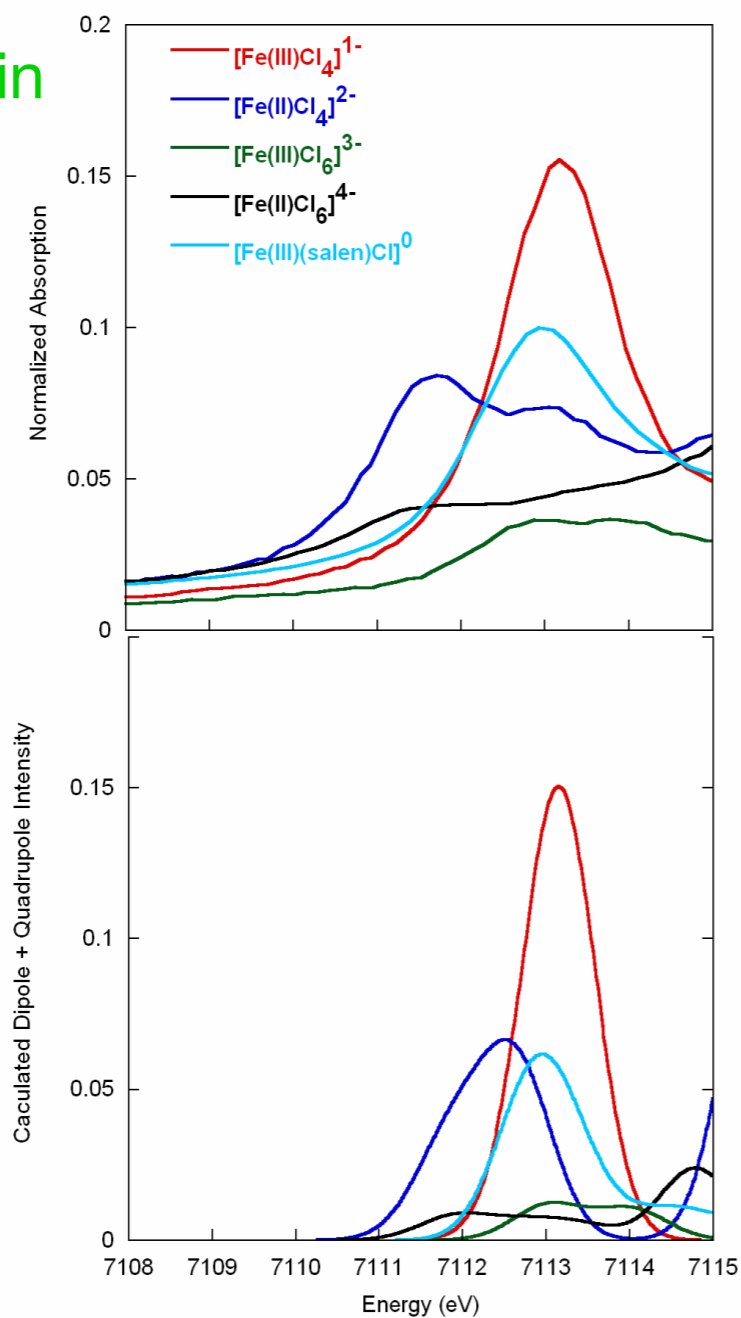 in
0.2
[Fe(III)Cl4]1-
[Fe(II)Cl4]2-
[Fe(III)Cl6]3-
[Fe(II)Cl6]4-
[Fe(III)(salen)Cl]0
0.15
0.1
0.05
0
Normalized Absorption
0.15
0.1
0.05
0
Caculated Dipole + Quadrupole Intensity
7108 7109 7110 7111 7112 7113 7114 7115
Energy (eV)